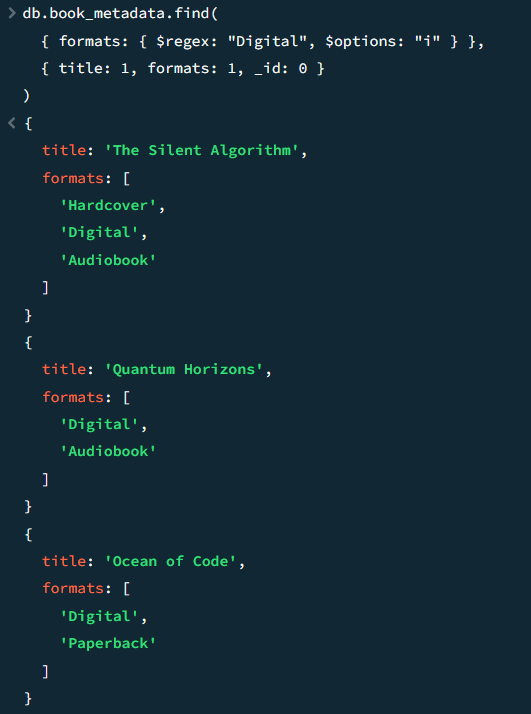 > db.book_metadata.find(
{ formats: { $regex: "Digital", $options: "i" } },
{ title: 1, formats: 1, _id: 0 }
)
< {
title: 'The Silent Algorithm',
formats: [
'Hardcover',
'Digital',
'Audiobook'
]
}
{
title: 'Quantum Horizons',
formats: [
'Digital',
'Audiobook'
]
}
{
title: 'Ocean of Code',
formats: [
'Digital',
'Paperback'
]
}